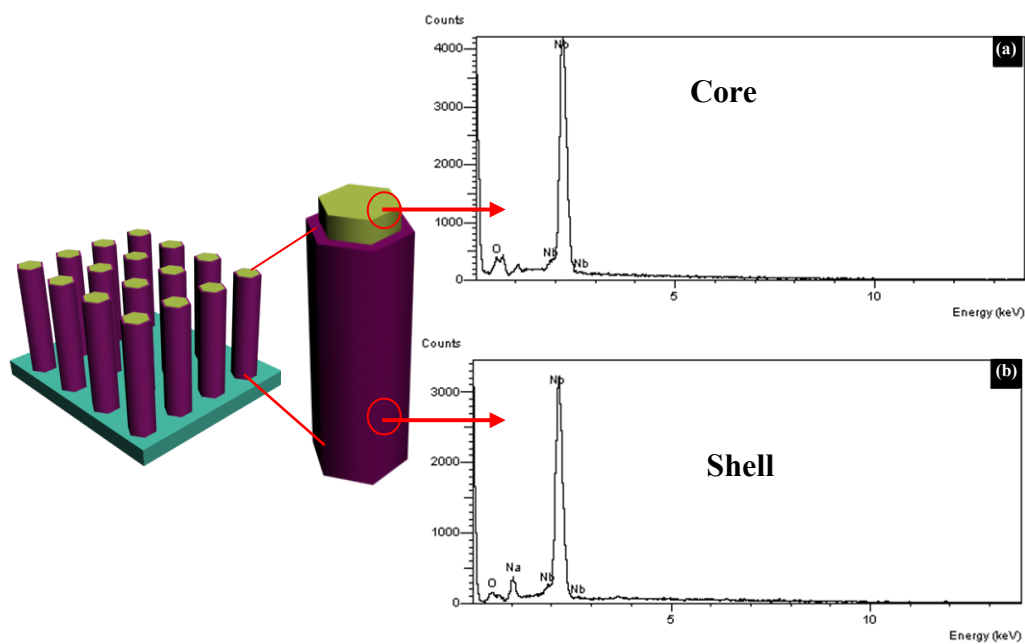 Counts
(a)
Nb
4000
Core
3000
2000
1000
O
Nb
Nb
0
5
10
Energy (keV)
Counts
(b)
Nb
3000
Shell
2000
1000
Na
O
Nb
Nb
0
5
10
Energy (keV)